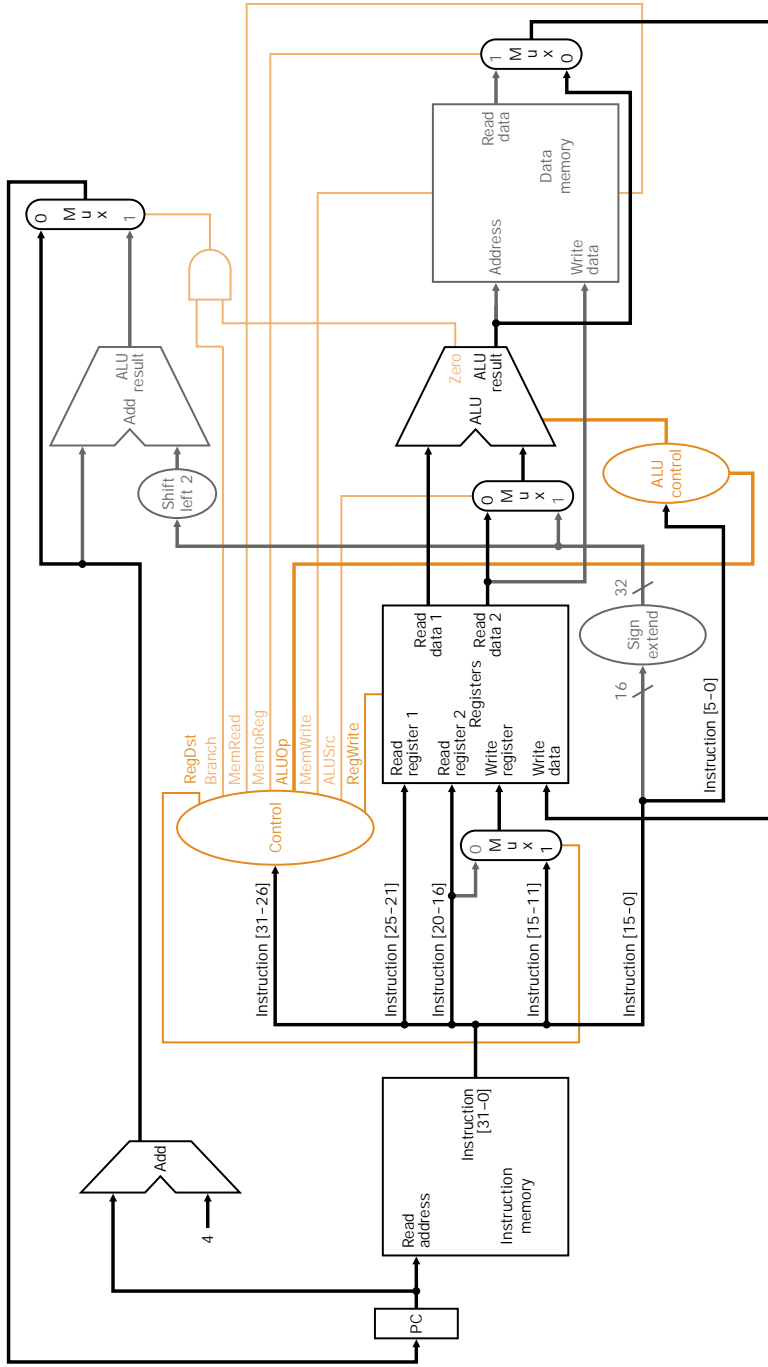 PC
4
Add
Read
address
Instruction
[31–0]
Instruction
memory
Instruction [31–26]
Instruction [25–21]
Instruction [20–16]
Instruction [15–11]
Instruction [15–0]
Instruction [5–0]
Control
RegDst
Branch
MemRead
MemtoReg
ALUOp
MemWrite
ALUSrc
RegWrite
0
M
u
x
1
Read
register 1
Read
register 2
Write
register
Write
data
Registers
Read
data 1
Read
data 2
16
Sign
extend
32
Shift
left 2
Add
ALU
result
0
M
u
x
1
ALU
control
ALU
Zero
ALU
result
0
M
u
x
1
Address
Write
data
Read
data
Data
memory
1
M
u
x
0